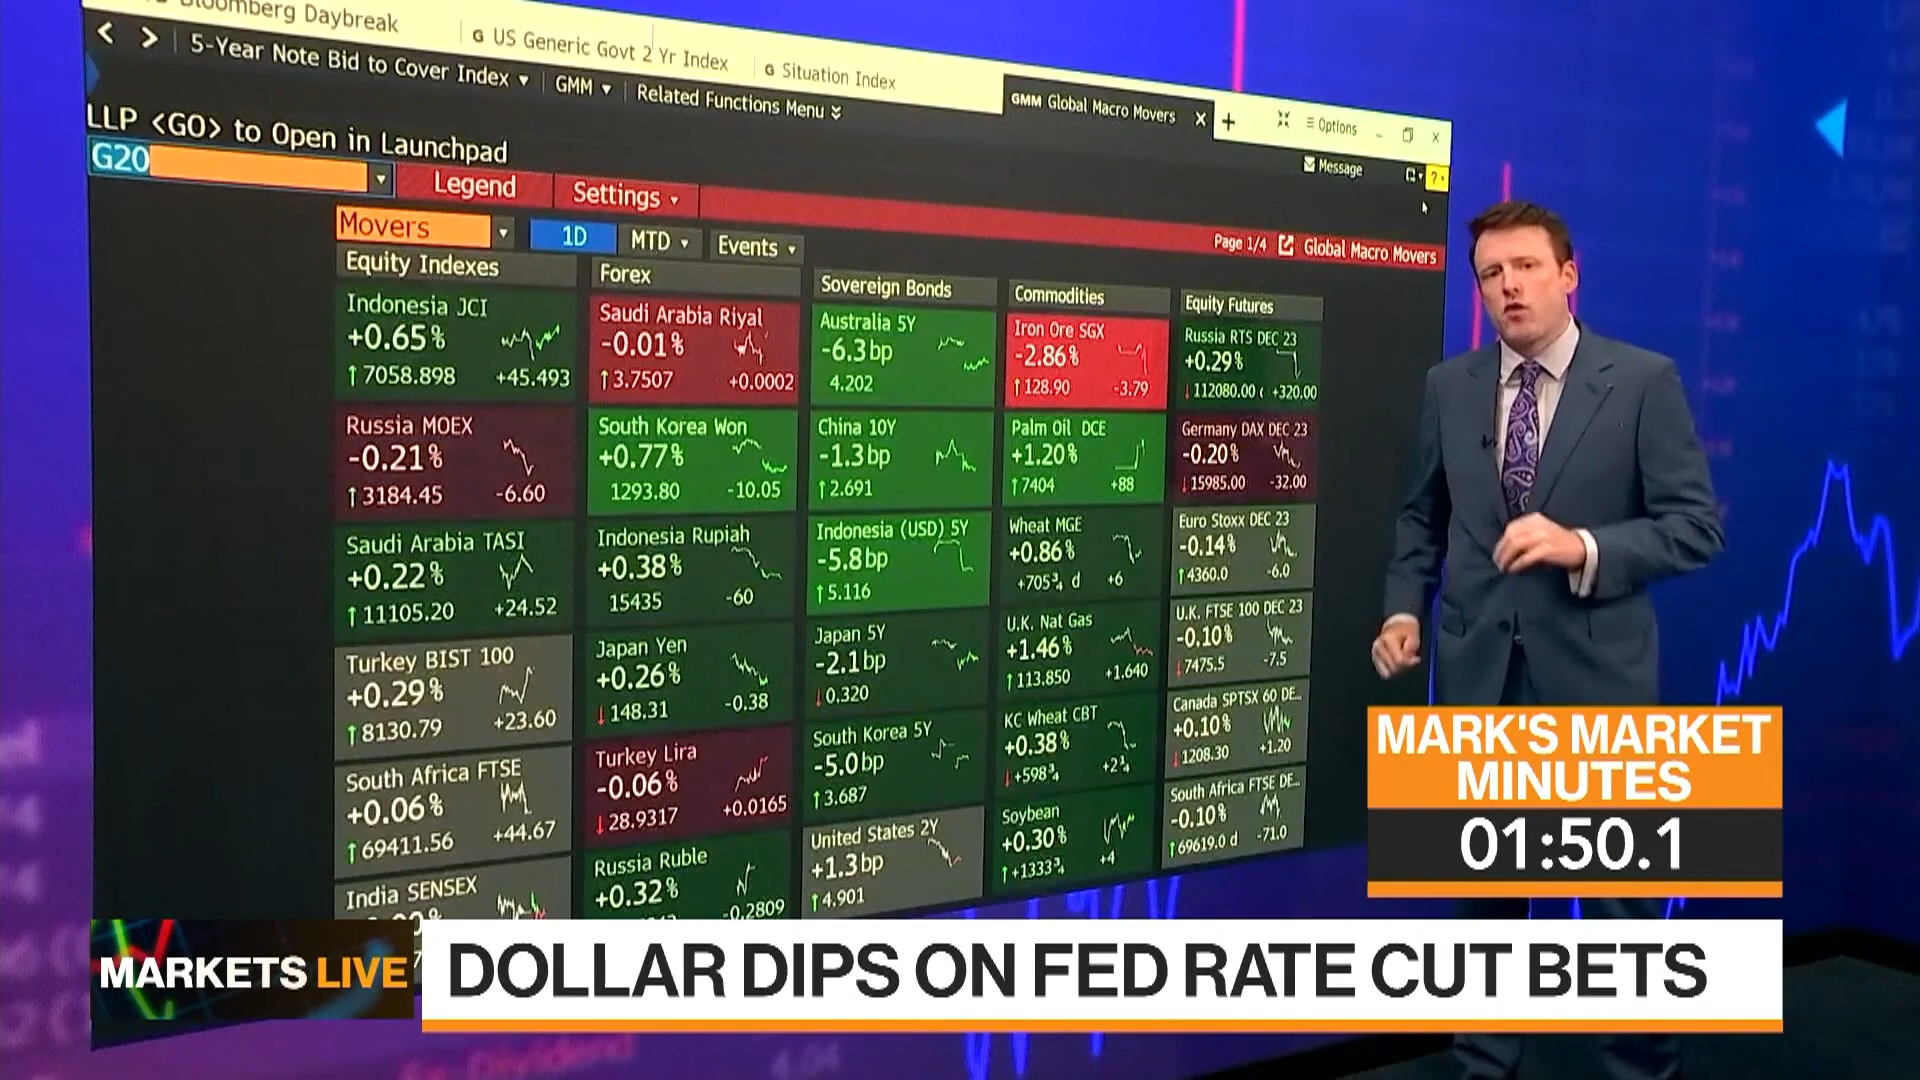 Bloomberg Daybreak
G US Generic Govt 2 Yr Index
G Situation Index
GMM Global Macro Movers X +
Options
5-Year Note Bid to Cover Index
GMM
Related Functions Menu
Message
?
LLP <GO> to Open in Launchpad
G20
Legend
Settings
Page 1/4
Global Macro Movers
Movers
1D
MTD
Events
Equity Indexes
Indonesia JCI
+0.65%
↑7058.898 +45.493
Russia MOEX
-0.21%
↑3184.45 -6.60
Saudi Arabia TASI
+0.22%
↑11105.20 +24.52
Turkey BIST 100
+0.29%
↑8130.79 +23.60
South Africa FTSE
+0.06%
↑69411.56 +44.67
India SENSEX
Forex
Saudi Arabia Riyal
-0.01%
↑3.7507 +0.0002
South Korea Won
+0.77%
1293.80 -10.05
Indonesia Rupiah
+0.38%
15435 -60
Japan Yen
+0.26%
↓148.31 -0.38
Turkey Lira
-0.06%
↓28.9317 +0.0165
Russia Ruble
+0.32%
-0.2809
Sovereign Bonds
Australia 5Y
-6.3bp
4.202
China 10Y
-1.3bp
↑2.691
Indonesia (USD) 5Y
-5.8bp
↑5.116
Japan 5Y
-2.1bp
↓0.320
South Korea 5Y
-5.0bp
↑3.687
United States 2Y
+1.3bp
↑4.901
Commodities
Iron Ore SGX
-2.86%
↑128.90 -3.79
Palm Oil DCE
+1.20%
↑7404 +88
Wheat MGE
+0.86%
+705¾ d +6
U.K. Nat Gas
+1.46%
↑113.850 +1.640
KC Wheat CBT
+0.38%
↓+598¾ +2¼
Soybean
+0.30%
↑+1333¾ +4
Equity Futures
Russia RTS DEC 23
+0.29%
↓112080.00 +320.00
Germany DAX DEC 23
-0.20%
↓15985.00 -32.00
Euro Stoxx DEC 23
-0.14%
↑4360.0 -6.0
U.K. FTSE 100 DEC 23
-0.10%
↓7475.5 -7.5
Canada SPTSX 60 DE…
+0.10%
↓1208.30 +1.20
South Africa FTSE DE…
-0.10%
↑69619.0 d -71.0
MARK'S MARKET
MINUTES
01:50.1
MARKETS LIVE
DOLLAR DIPS ON FED RATE CUT BETS
4.04